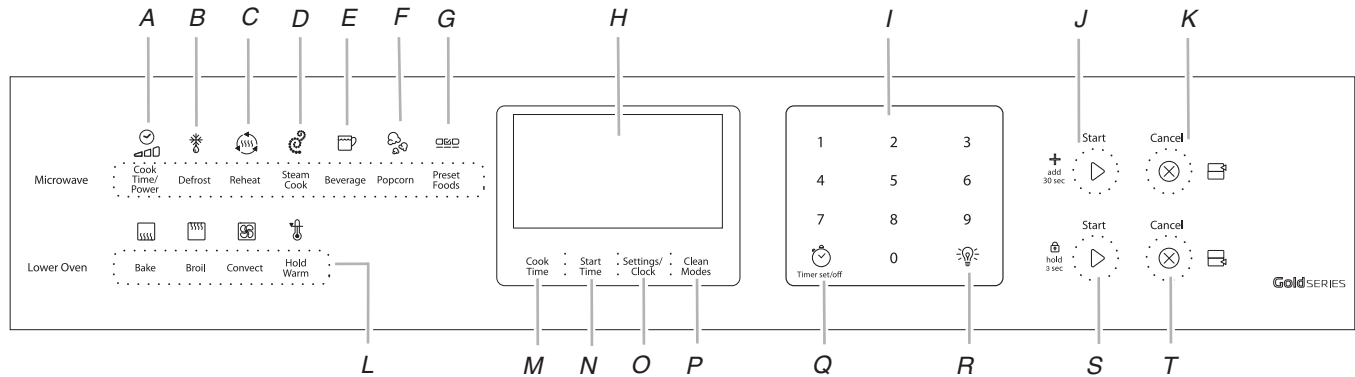 A B C D E F G H I J K
Microwave
Cook Time/ Power
Defrost
Reheat
Steam Cook
Beverage
Popcorn
Preset Foods
Lower Oven
Bake
Broil
Convect
Hold Warm
Cook Time
Start Time
Settings/ Clock
Clean Modes
1 2 3
4 5 6
7 8 9
0
Timer set/off
add 30 sec
Start
Cancel
hold 3 sec
Start
Cancel
Gold SERIES
L M N O P Q R S T